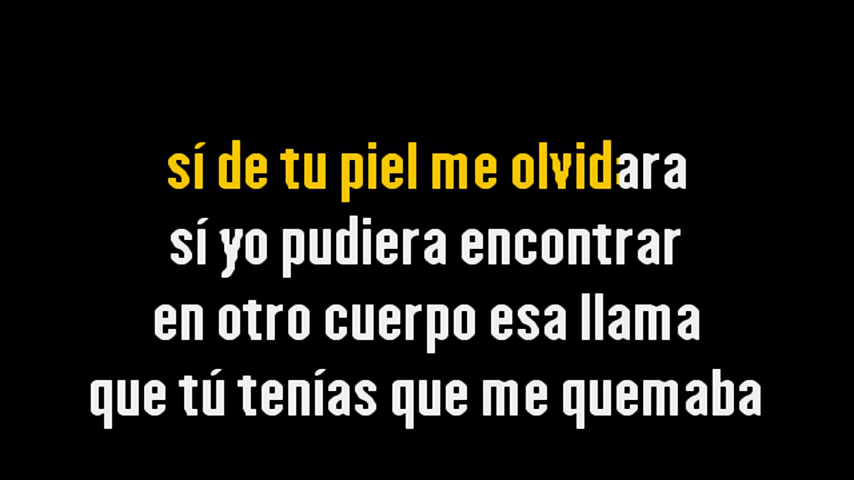 sí de tu piel me olvidara
sí yo pudiera encontrar
en otro cuerpo esa llama
que tú tenías que me quemaba